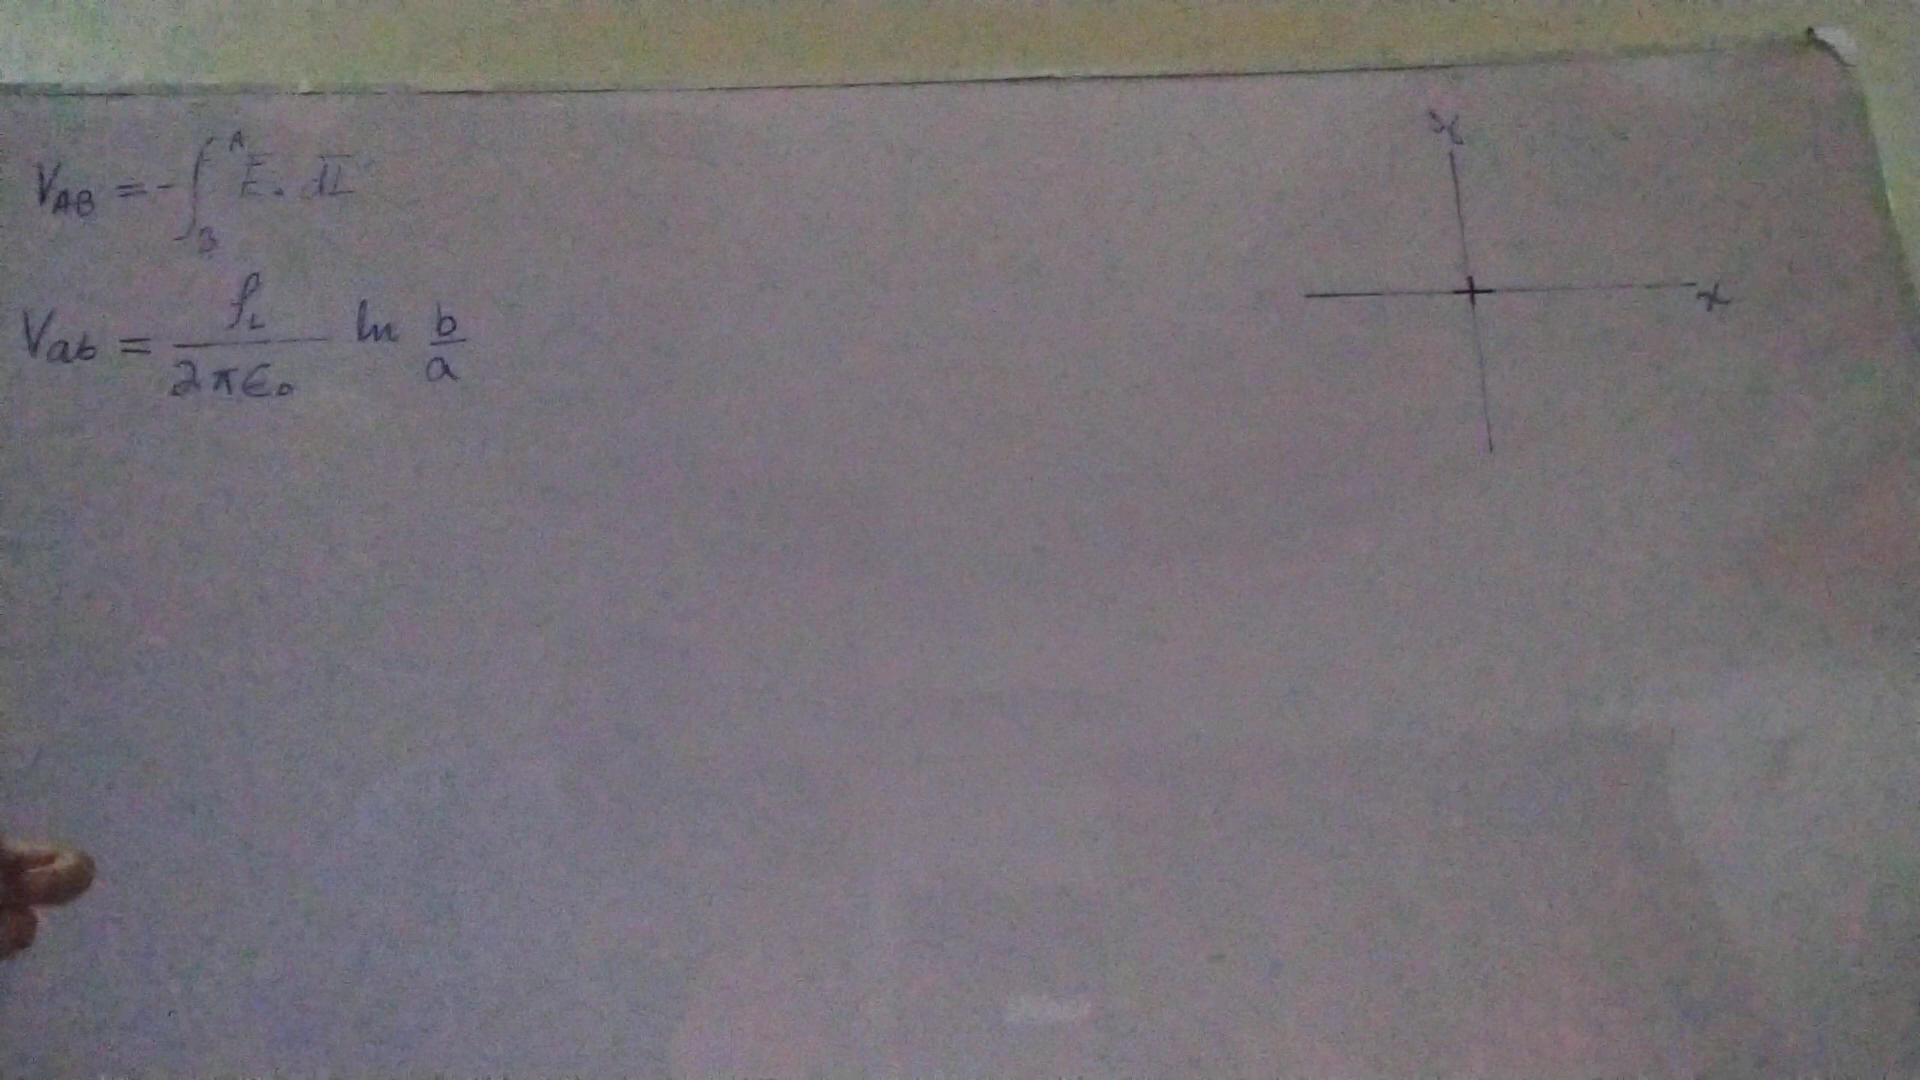 V_AB = - ∫_B^A E̅ . dL̅
V_ab = ρ_L / 2πϵ₀ ln b/a
x